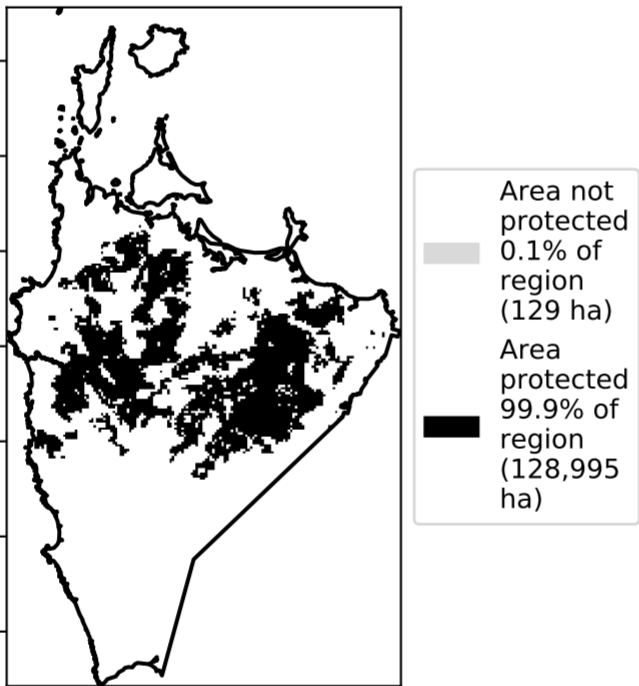 Area not
protected
0.1% of
region
(129 ha)
Area
protected
99.9% of
region
(128,995
ha)